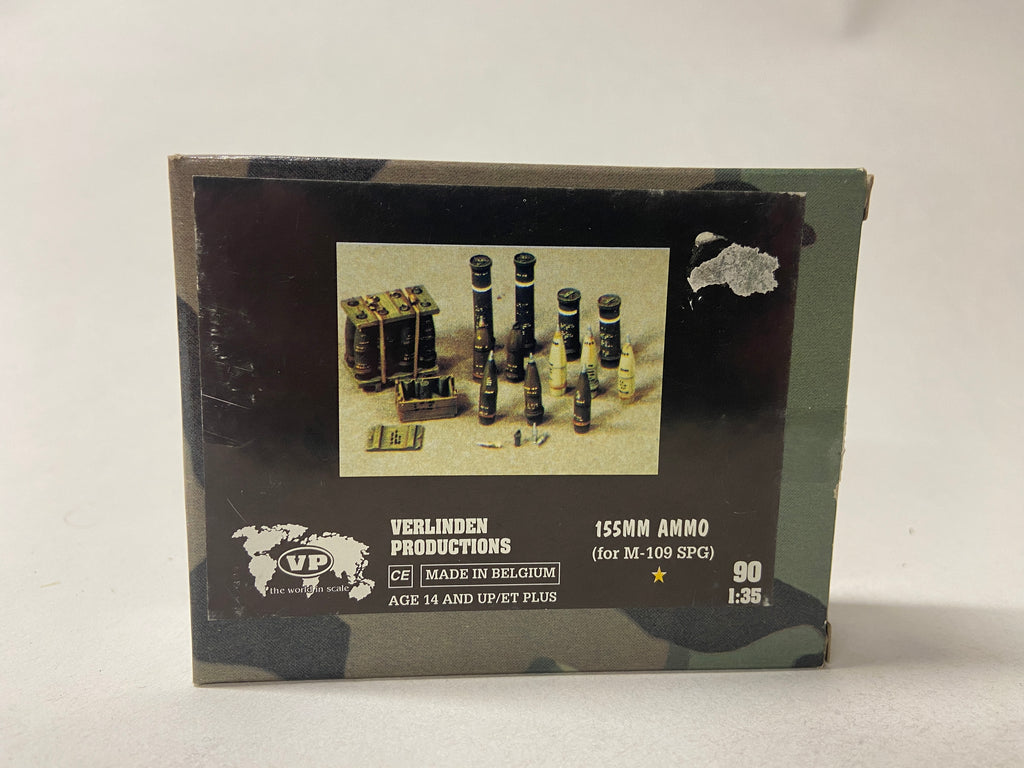 VP
the world in scale
VERLINDEN
PRODUCTIONS
CE
MADE IN BELGIUM
AGE 14 AND UP/ET PLUS
155MM AMMO
(for M-109 SPG)
90
1:35